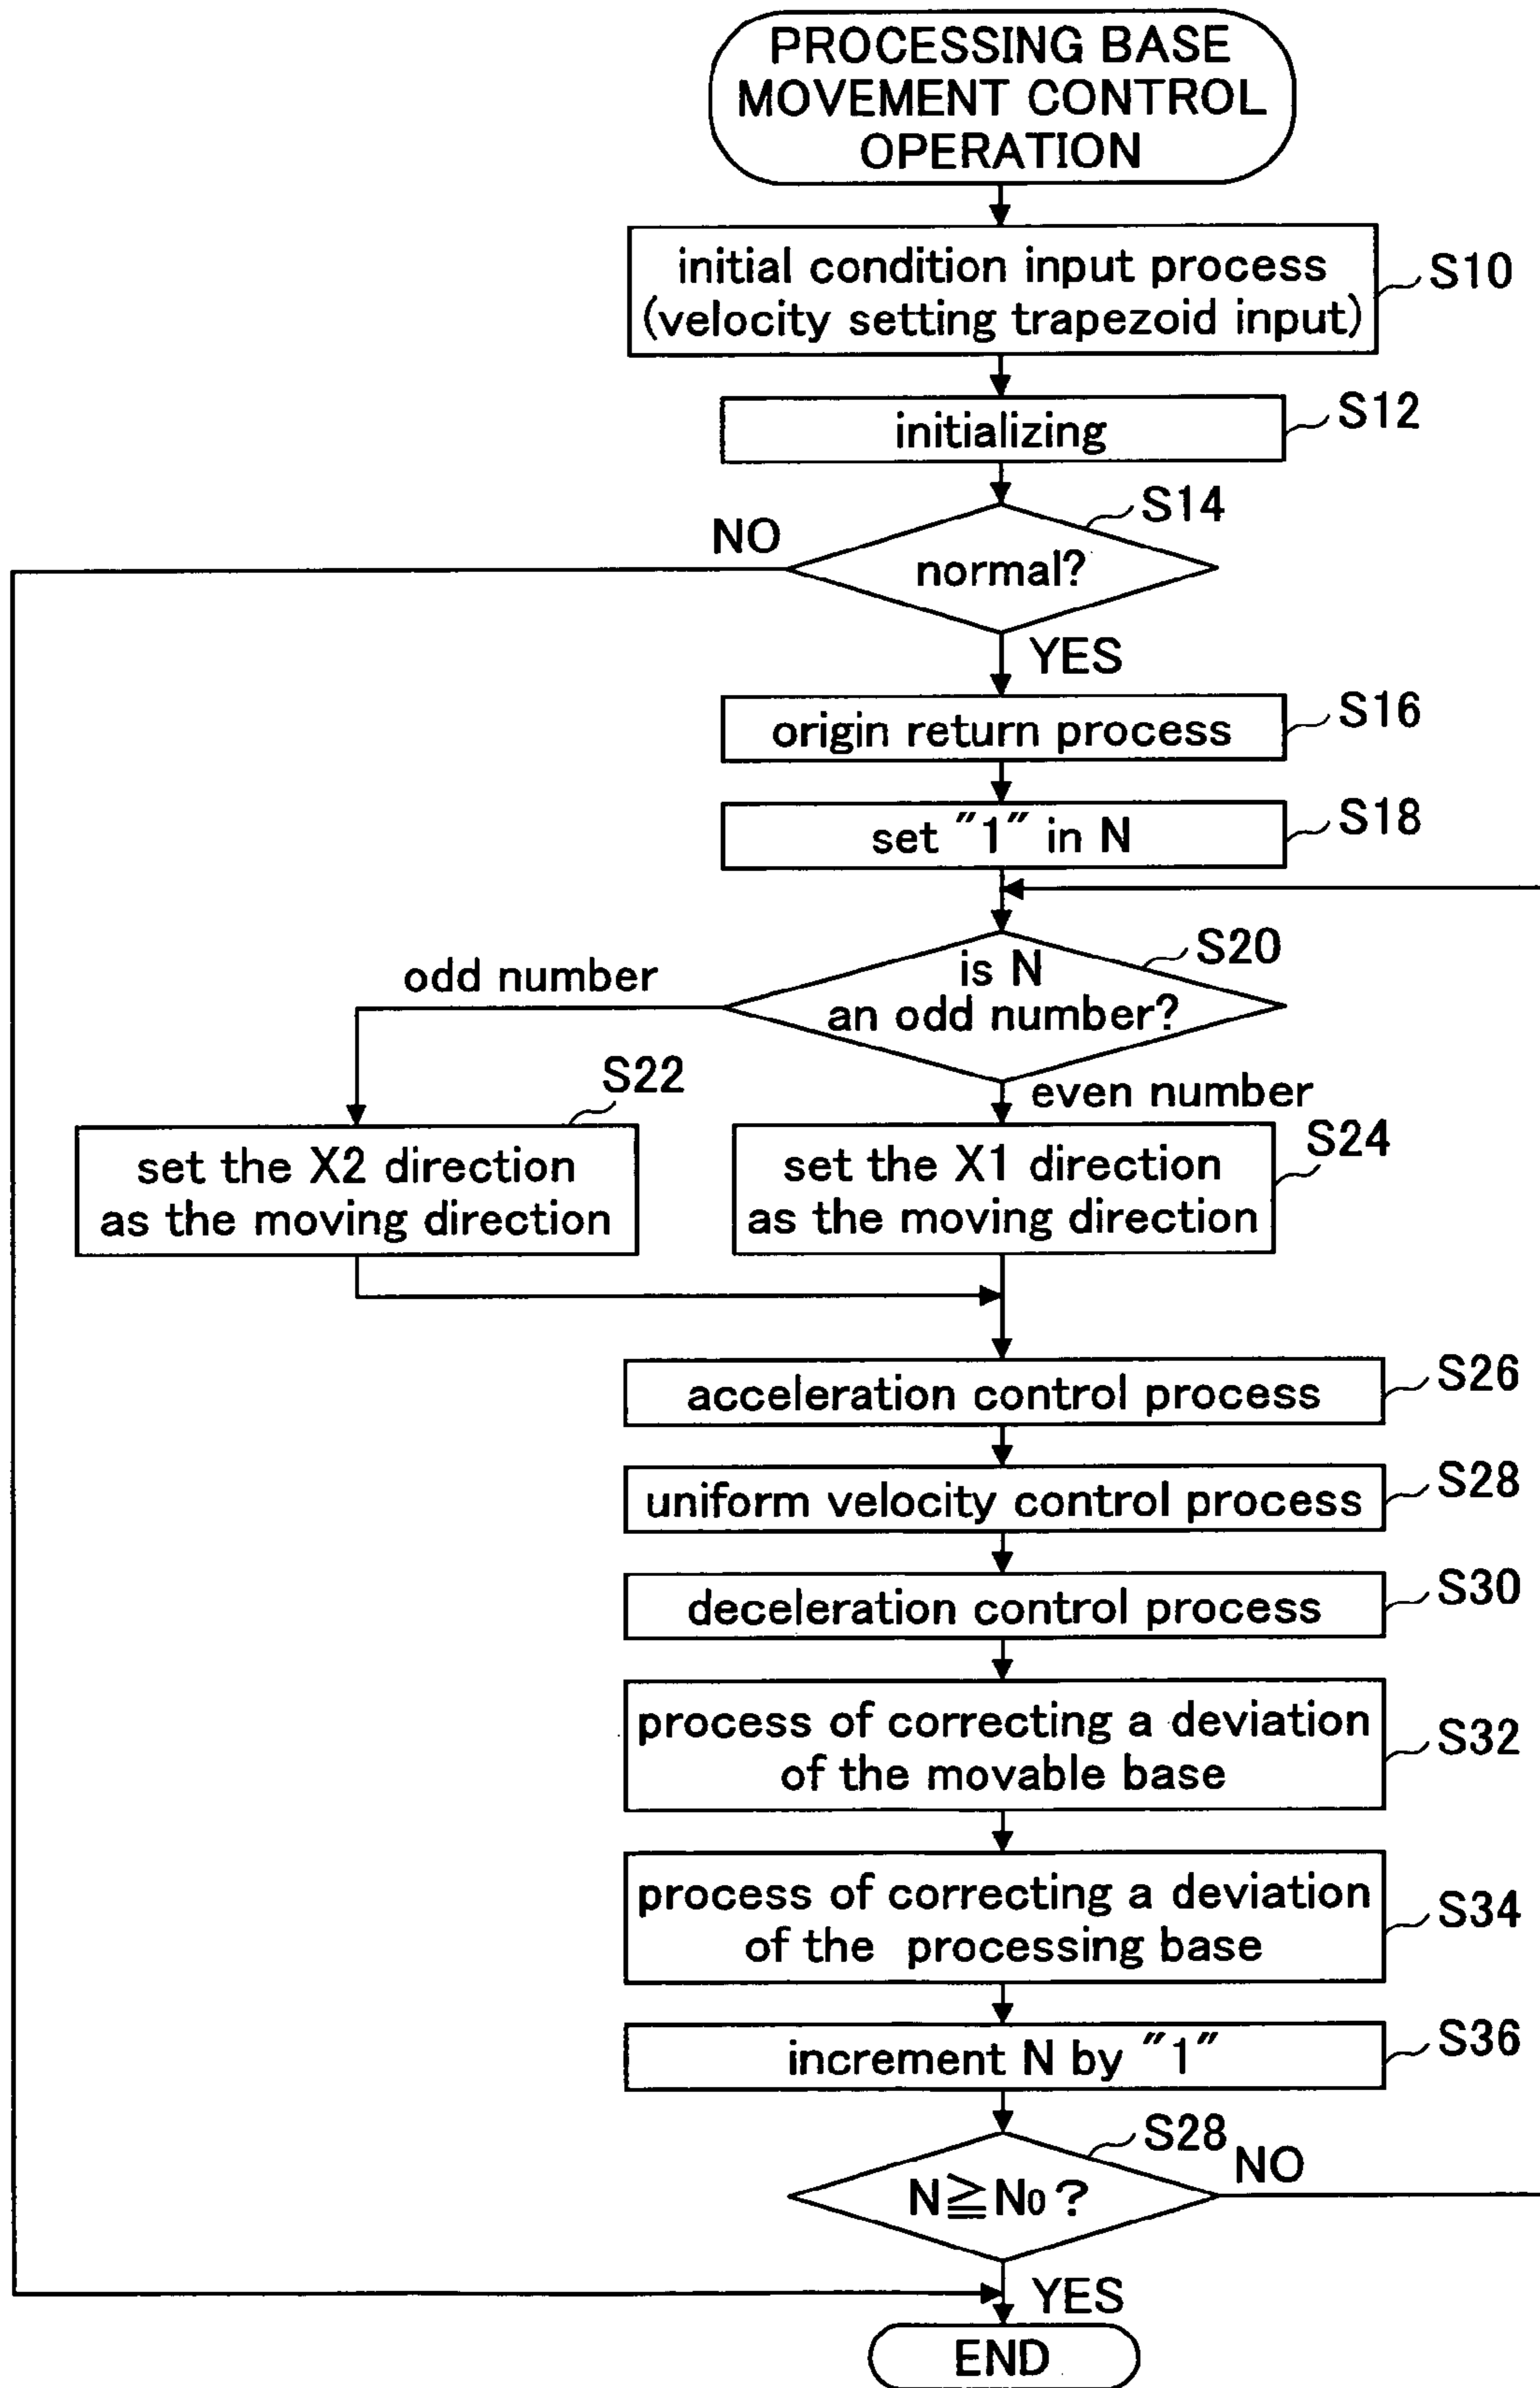 PROCESSING BASE
MOVEMENT CONTROL
OPERATION
initial condition input process
(velocity setting trapezoid input)
S10
initializing
S12
S14
NO
normal?
YES
origin return process
S16
set "1" in N
S18
S20
is N
an odd number?
odd number
even number
S22
set the X2 direction
as the moving direction
S24
set the X1 direction
as the moving direction
acceleration control process
S26
uniform velocity control process
S28
deceleration control process
S30
process of correcting a deviation
of the movable base
S32
process of correcting a deviation
of the processing base
S34
increment N by "1"
S36
S28
N≧N0?
NO
YES
END